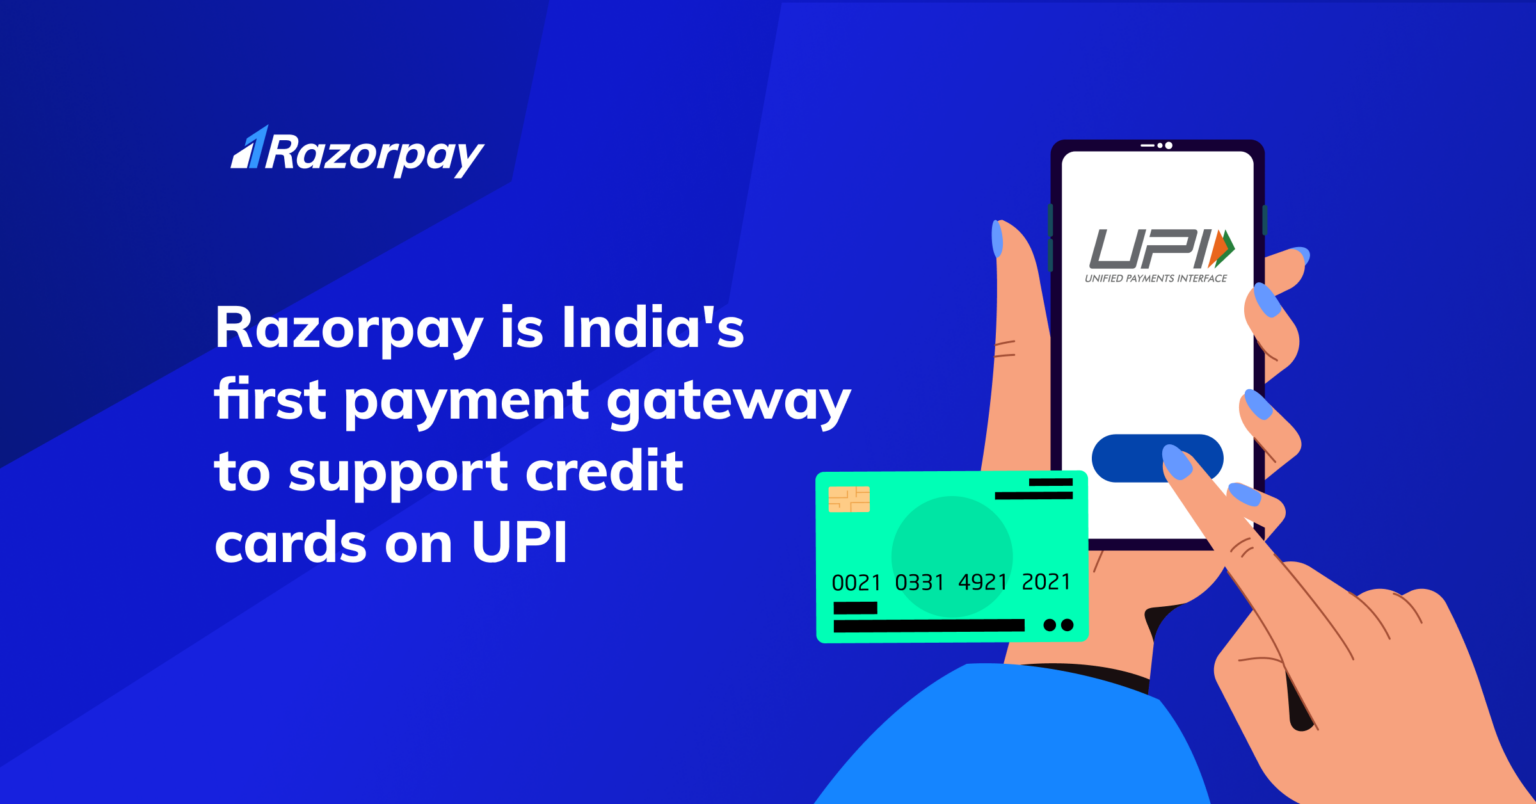 Razorpay
Razorpay is India's
first payment gateway
to support credit
cards on UPI
UPI
UNIFIED PAYMENTS INTERFACE
0021 0331 4921 2021